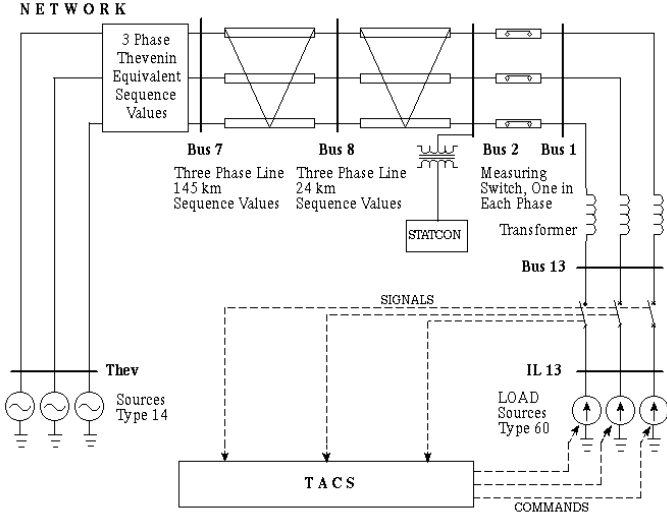 NETWORK
3 Phase
Thevenin
Equivalent
Sequence
Values
Bus 7
Bus 8
Bus 2
Bus 1
Three Phase Line
145 km
Sequence Values
Three Phase Line
24 km
Sequence Values
Measuring
Switch, One in
Each Phase
STATCON
Transformer
Bus 13
SIGNALS
Thev
IL 13
Sources
Type 14
LOAD
Sources
Type 60
TACS
COMMANDS